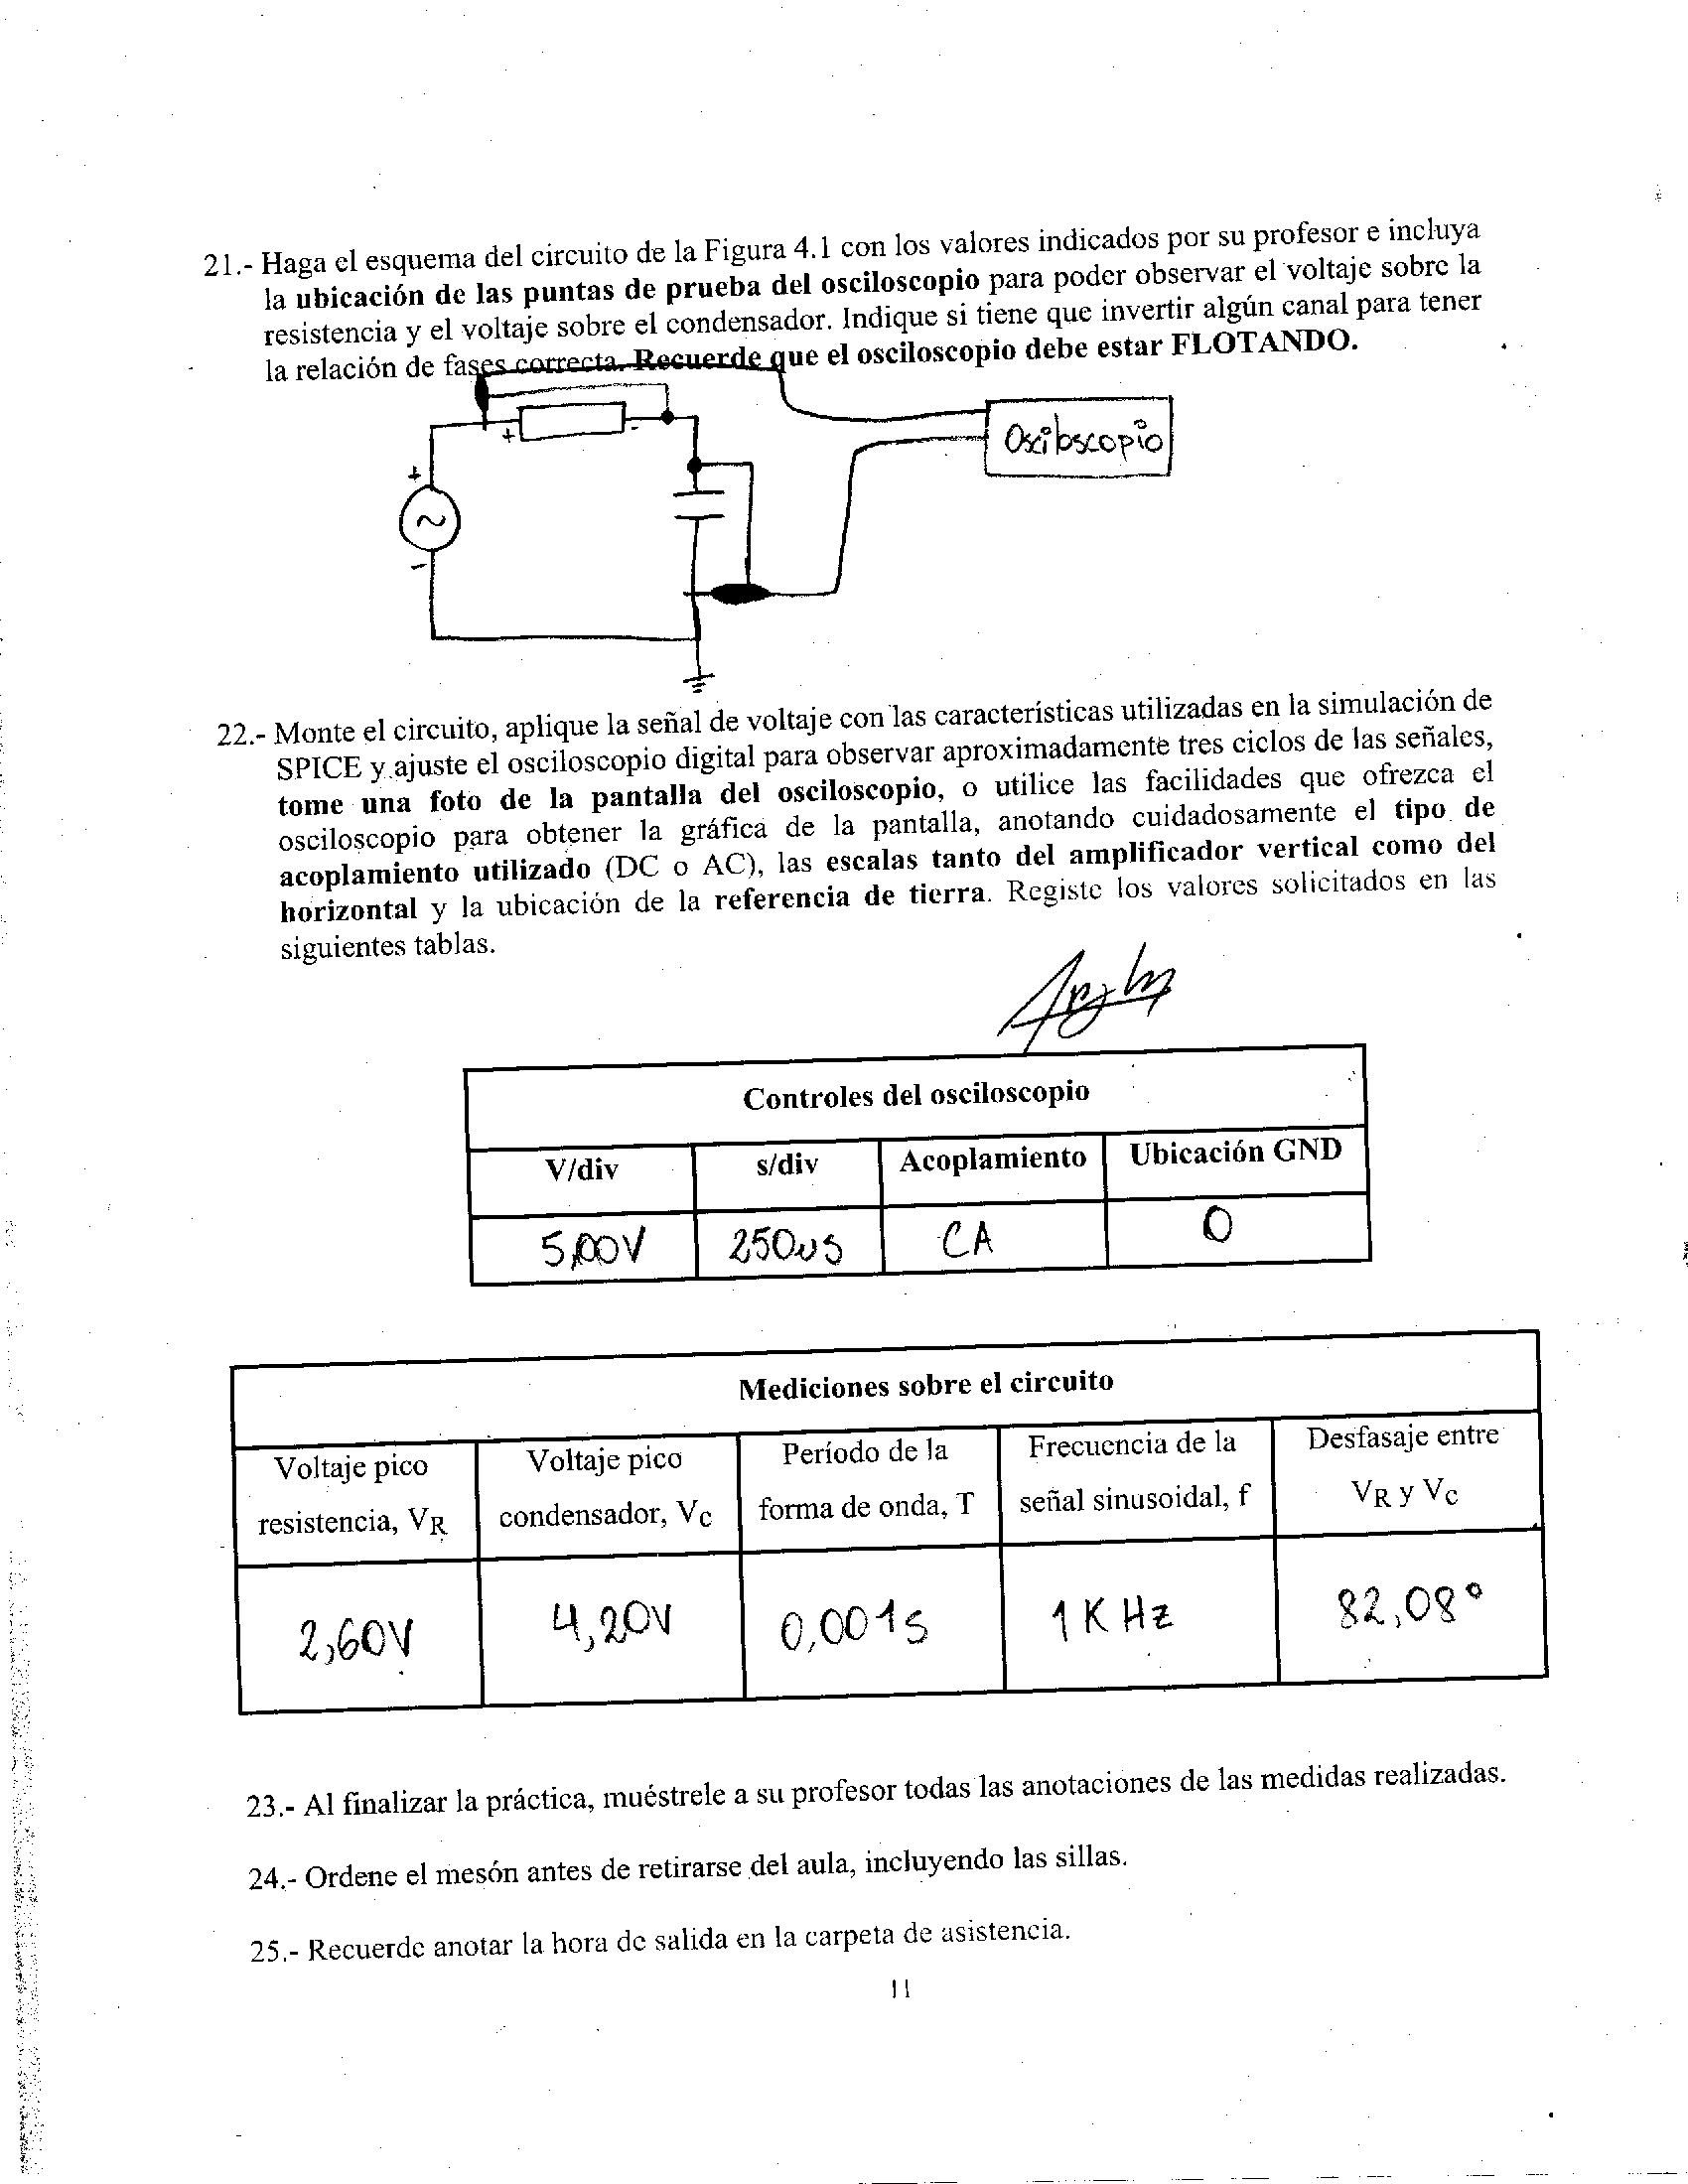 21.- Haga el esquema del circuito de la Figura 4.1 con los valores indicados por su profesor e incluya
la ubicación de las puntas de prueba del osciloscopio para poder observar el voltaje sobre la
resistencia y el voltaje sobre el condensador. Indique si tiene que invertir algún canal para tener
la relación de fases correcta. Recuerde que el osciloscopio debe estar FLOTANDO.
+ -
Osciloscopio
+
-
22.- Monte el circuito, aplique la señal de voltaje con las características utilizadas en la simulación de
SPICE y ajuste el osciloscopio digital para observar aproximadamente tres ciclos de las señales,
tome una foto de la pantalla del osciloscopio, o utilice las facilidades que ofrezca el
osciloscopio para obtener la gráfica de la pantalla, anotando cuidadosamente el tipo de
acoplamiento utilizado (DC o AC), las escalas tanto del amplificador vertical como del
horizontal y la ubicación de la referencia de tierra. Registe los valores solicitados en las
siguientes tablas.
Controles del osciloscopio
V/div s/div Acoplamiento Ubicación GND
5,00V 250us CA 0
Mediciones sobre el circuito
Voltaje pico Voltaje pico Período de la Frecuencia de la Desfasaje entre
resistencia, VR condensador, VC forma de onda, T señal sinusoidal, f VR y VC
2,60V 4,20V 0,001s 1 K Hz 82,08°
23.- Al finalizar la práctica, muéstrele a su profesor todas las anotaciones de las medidas realizadas.
24.- Ordene el mesón antes de retirarse del aula, incluyendo las sillas.
25.- Recuerde anotar la hora de salida en la carpeta de asistencia.
11